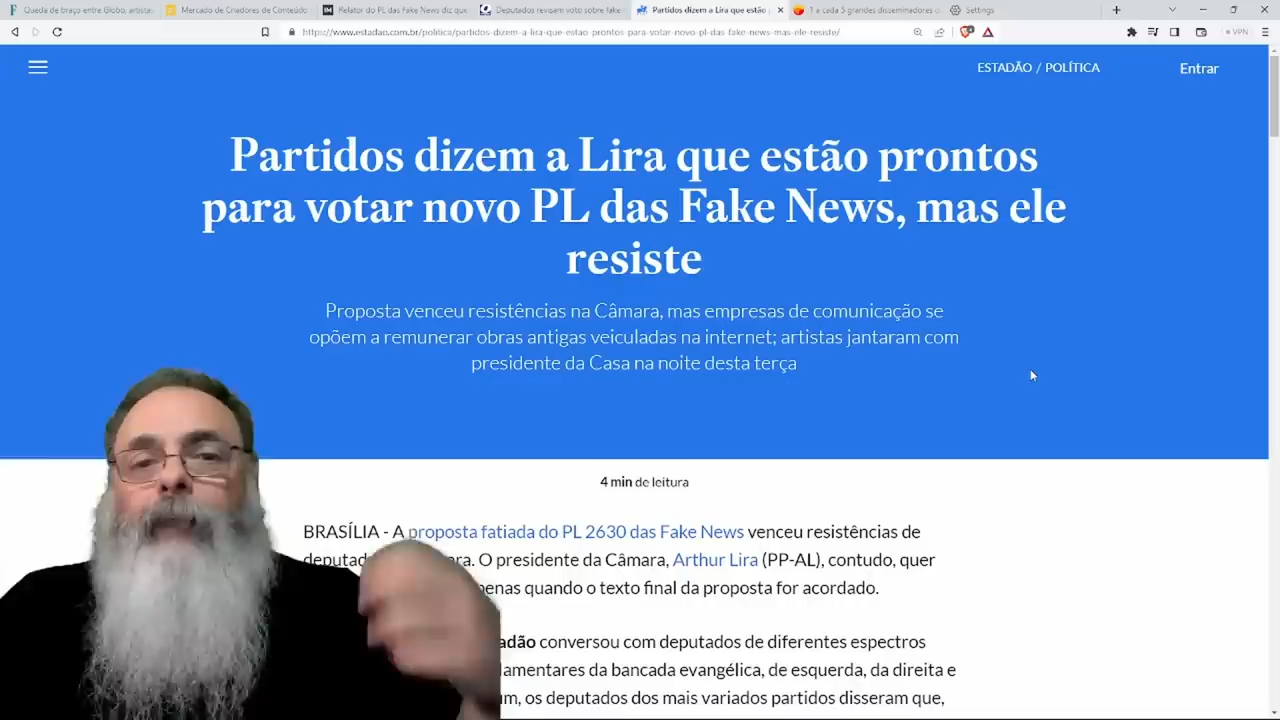 Queda de braço entre Globo, artista
Mercado de Criadores de Conteúdo
Relator do PL das Fake News diz que
Deputados revisam voto sobre fake
Partidos dizem a Lira que estão
1 a cada 5 grandes disseminadores
Settings
https://www.estadao.com.br/politica/partidos-dizem-a-lira-que-estao-prontos-para-votar-novo-pl-das-fake-news-mas-ele-resiste/
VPN
ESTADÃO / POLÍTICA
Entrar
Partidos dizem a Lira que estão prontos
para votar novo PL das Fake News, mas ele
resiste
Proposta venceu resistências na Câmara, mas empresas de comunicação se
opõem a remunerar obras antigas veiculadas na internet; artistas jantaram com
presidente da Casa na noite desta terça
4 min de leitura
BRASÍLIA - A proposta fatiada do PL 2630 das Fake News venceu resistências de
O presidente da Câmara, Arthur Lira (PP-AL), contudo, quer
quando o texto final da proposta for acordado.
conversou com deputados de diferentes espectros
da bancada evangélica, de esquerda, da direita e
os deputados dos mais variados partidos disseram que,